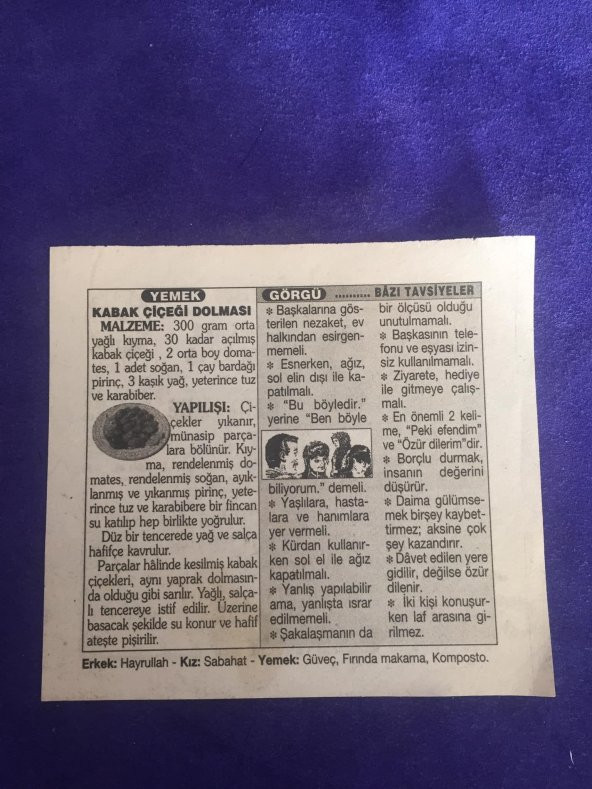 YEMEK
KABAK ÇİÇEĞİ DOLMASI
MALZEME: 300 gram orta
yağlı kıyma, 30 kadar açılmış
kabak çiçeği , 2 orta boy doma-
tes, 1 adet soğan, 1 çay bardağı
pirinç, 3 kaşık yağ, yeterince tuz
ve karabiber.
YAPILIŞI: Çi-
çekler yıkanır,
münasip parça-
lara bölünür. Kıy-
ma, rendelenmiş do-
mates, rendelenmiş soğan, ayık-
lanmış ve yıkanmış pirinç, yete-
rince tuz ve karabibere bir fincan
su katılıp hep birlikte yoğrulur.
Düz bir tencerede yağ ve salça
hafifçe kavrulur.
Parçalar hâlinde kesilmiş kabak
çiçekleri, aynı yaprak dolmasın-
da olduğu gibi sarılır. Yağlı, salça-
lı tencereye istif edilir. Üzerine
basacak şekilde su konur ve hafif
ateşte pişirilir.
GÖRGÜ .......... BÂZI TAVSİYELER
✻ Başkalarına gös-
terilen nezaket, ev
halkından esirgen-
memeli.
✻ Esnerken, ağız,
sol elin dışı ile ka-
patılmalı.
✻ "Bu böyledir."
yerine "Ben böyle
biliyorum." demeli.
✻ Yaşlılara, hasta-
lara ve hanımlara
yer vermeli.
✻ Kürdan kullanır-
ken sol el ile ağız
kapatılmalı.
✻ Yanlış yapılabilir
ama, yanlışta ısrar
edilmemeli.
✻ Şakalaşmanın da
bir ölçüsü olduğu
unutulmamalı.
✻ Başkasının tele-
fonu ve eşyası izin-
siz kullanılmamalı.
✻ Ziyarete, hediye
ile gitmeye çalış-
malı.
✻ En önemli 2 keli-
me, "Peki efendim"
ve "Özür dilerim"dir.
✻ Borçlu durmak,
insanın değerini
düşürür.
✻ Daima gülümse-
mek birşey kaybet-
tirmez; aksine çok
şey kazandırır.
✻ Dâvet edilen yere
gidilir, değilse özür
dilenir.
✻ İki kişi konuşur-
ken laf arasına gi-
rilmez.
Erkek: Hayrullah - Kız: Sabahat - Yemek: Güveç, Fırında makarna, Komposto.